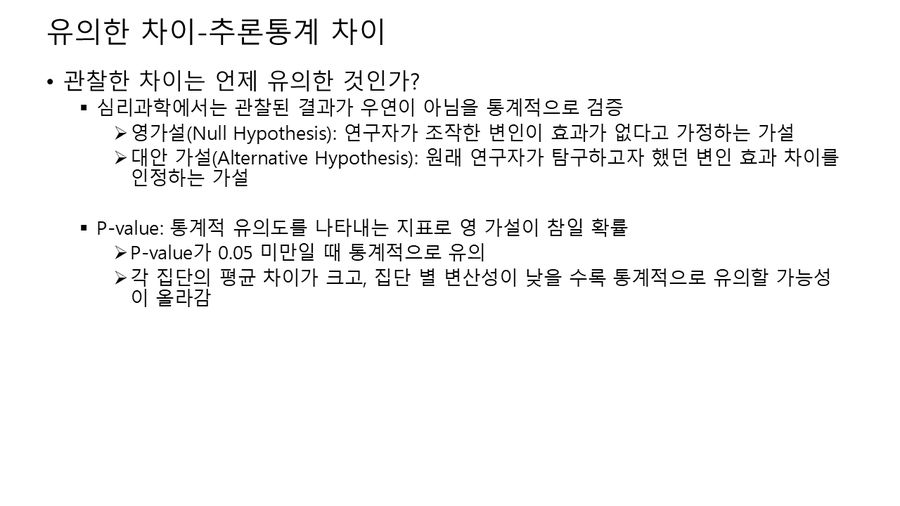 유의한 차이-추론통계 차이
• 관찰한 차이는 언제 유의한 것인가?
▪ 심리과학에서는 관찰된 결과가 우연이 아님을 통계적으로 검증
➢영가설(Null Hypothesis): 연구자가 조작한 변인이 효과가 없다고 가정하는 가설
➢대안 가설(Alternative Hypothesis): 원래 연구자가 탐구하고자 했던 변인 효과 차이를
인정하는 가설
▪ P-value: 통계적 유의도를 나타내는 지표로 영 가설이 참일 확률
➢P-value가 0.05 미만일 때 통계적으로 유의
➢각 집단의 평균 차이가 크고, 집단 별 변산성이 낮을 수록 통계적으로 유의할 가능성
이 올라감